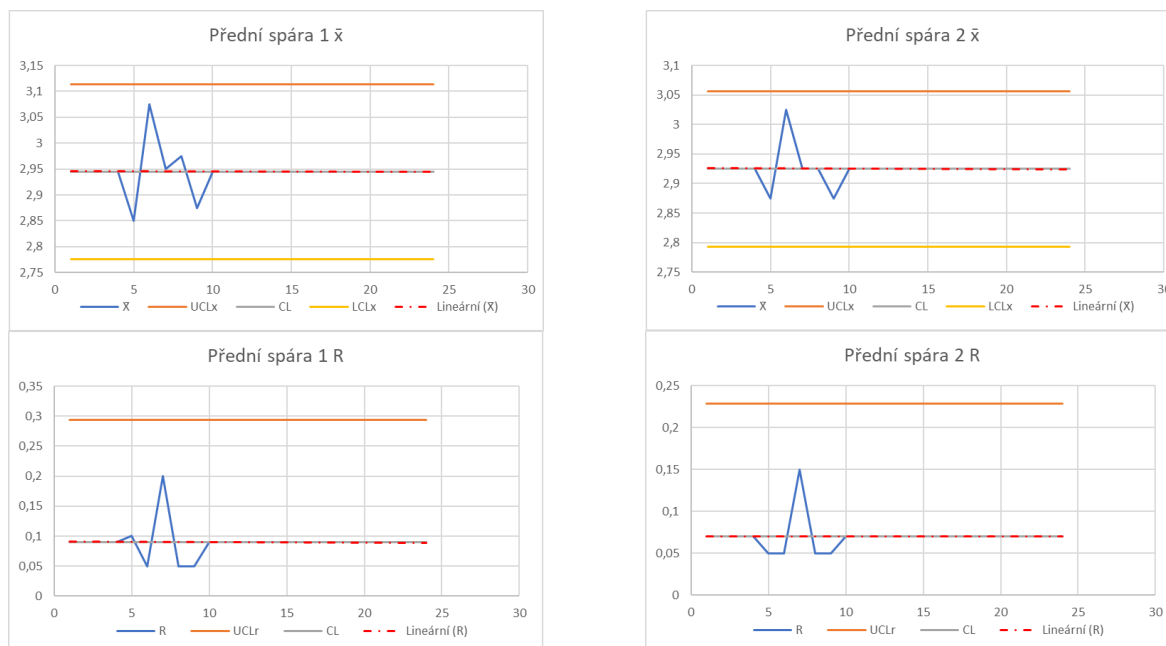 Přední spára 1 x̄
3,15
3,1
3,05
3
2,95
2,9
2,85
2,8
2,75
0 5 10 15 20 25 30
X̄ UCLx CL LCLx Lineární (X̄)
Přední spára 2 x̄
3,1
3,05
3
2,95
2,9
2,85
2,8
2,75
0 5 10 15 20 25 30
X̄ UCLx CL LCLx Lineární (X̄)
Přední spára 1 R
0,35
0,3
0,25
0,2
0,15
0,1
0,05
0
0 5 10 15 20 25 30
R UCLr CL Lineární (R)
Přední spára 2 R
0,25
0,2
0,15
0,1
0,05
0
0 5 10 15 20 25 30
R UCLr CL Lineární (R)